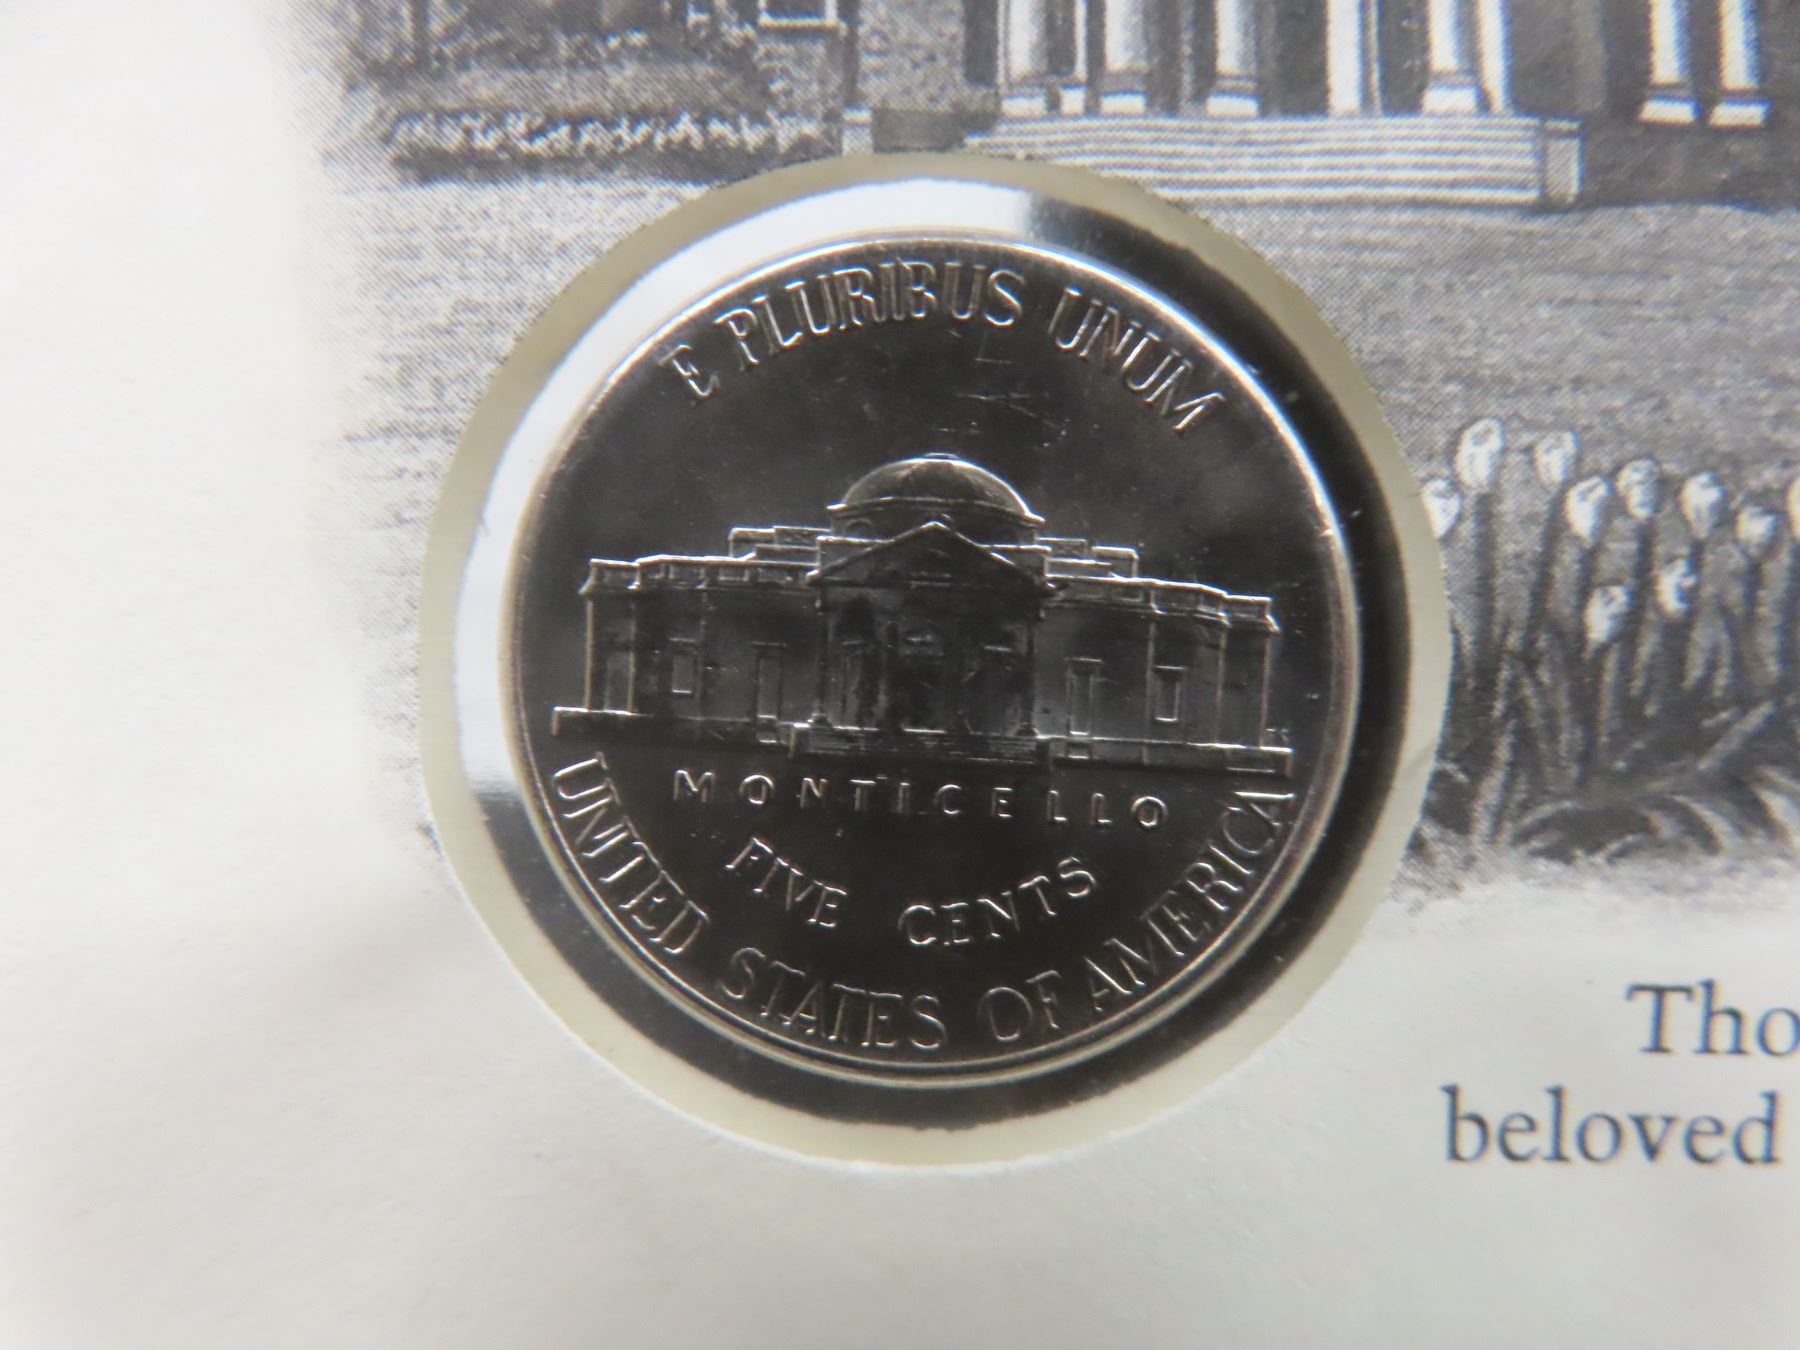 E PLURIBUS UNUM
MONTICELLO
FIVE CENTS
UNITED STATES OF AMERICA
Tho
beloved